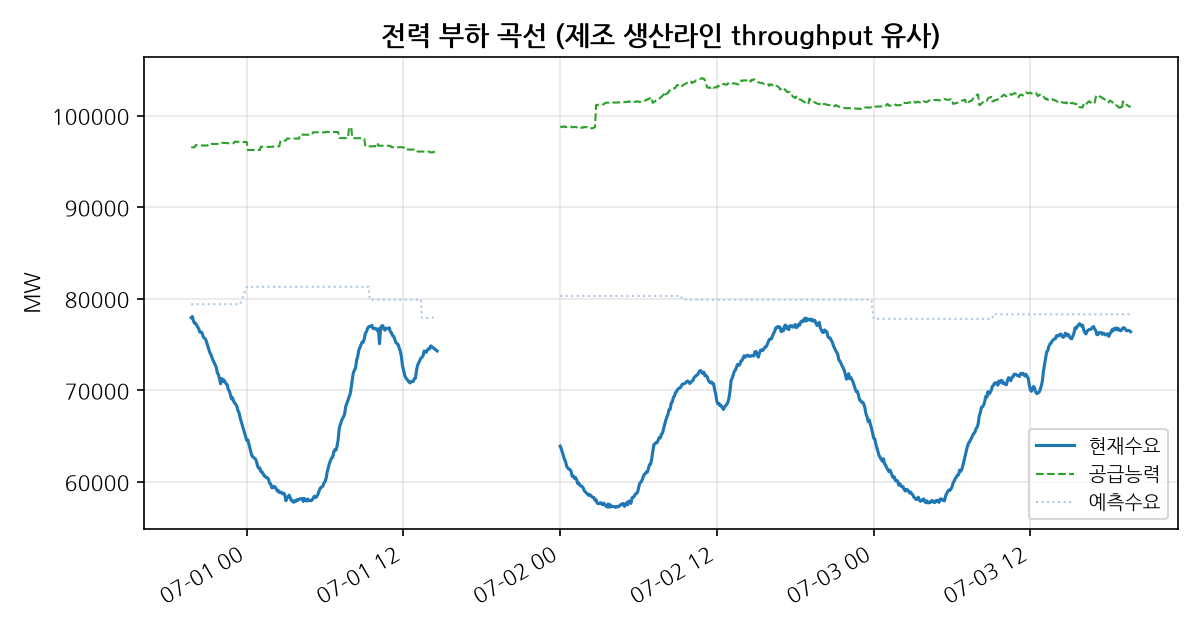 전력 부하 곡선 (제조 생산라인 throughput 유사)
MW
100000
90000
80000
70000
60000
현재수요
공급능력
예측수요
07-01 00
07-01 12
07-02 00
07-02 12
07-03 00
07-03 12